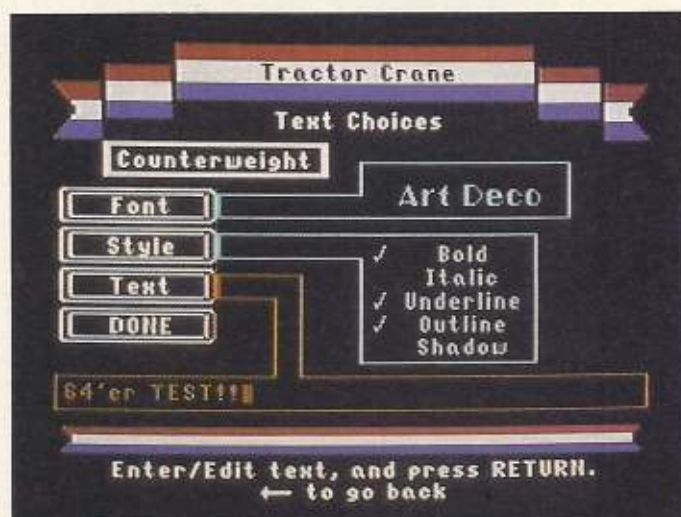 Tractor Crane
Text Choices
Counterweight
Font
Art Deco
Style
Bold
Text
Italic
Underline
DONE
Outline
Shadow
64'er TEST!!
Enter/Edit text, and press RETURN.
← to go back